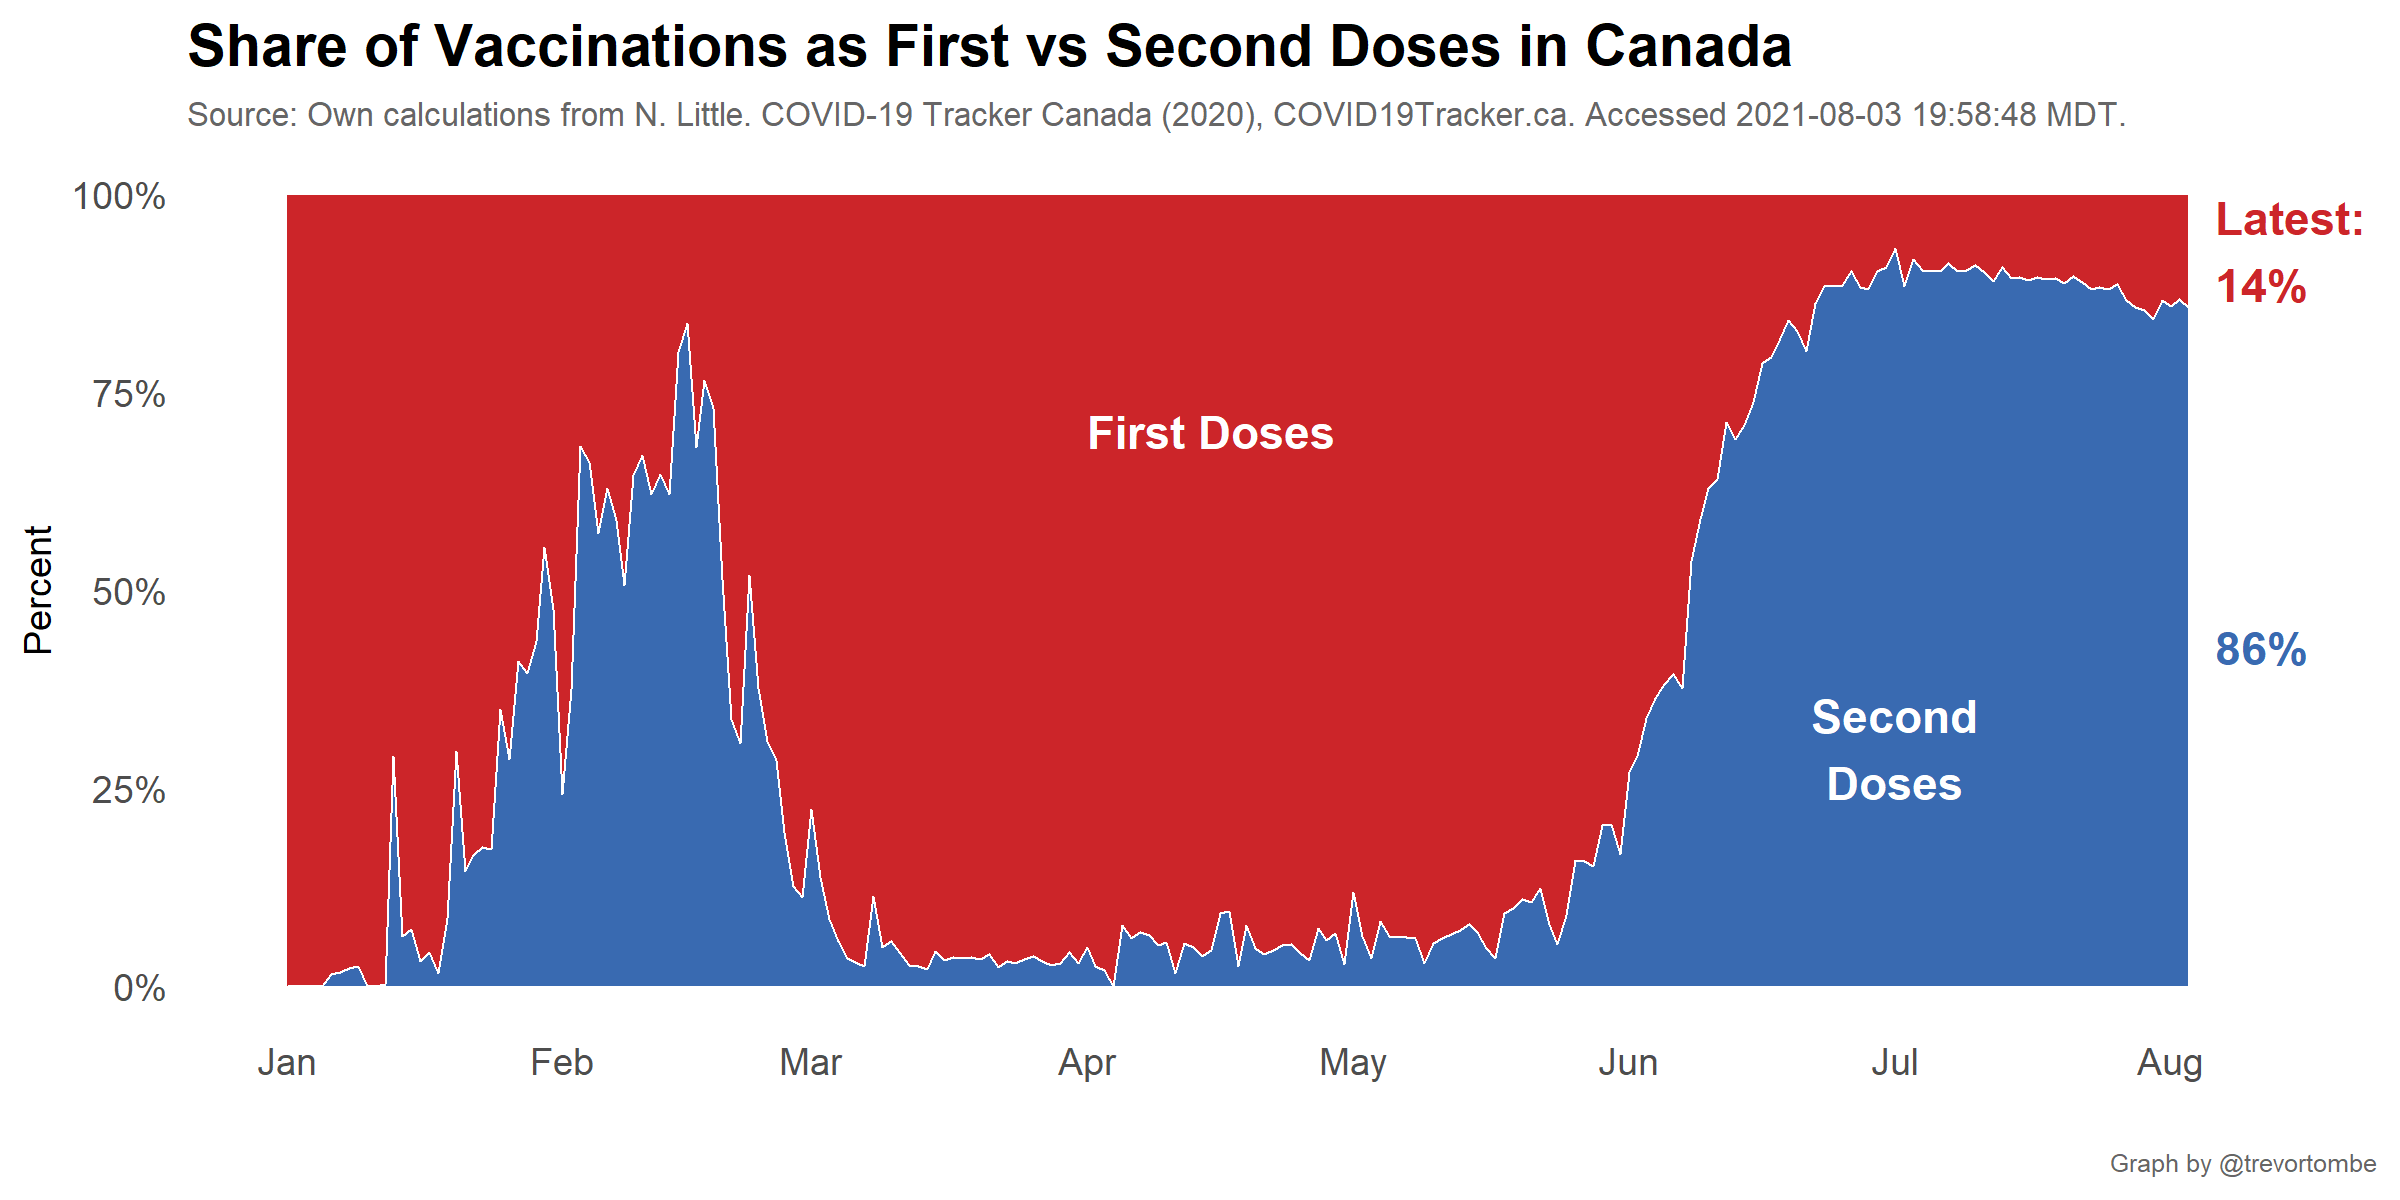 Share of Vaccinations as First vs Second Doses in Canada
Source: Own calculations from N. Little. COVID-19 Tracker Canada (2020), COVID19Tracker.ca. Accessed 2021-08-03 19:58:48 MDT.
100%
75%
50%
25%
0%
Percent
First Doses
Second
Doses
Latest:
14%
86%
Jan Feb Mar Apr May Jun Jul Aug
Graph by @trevortombe